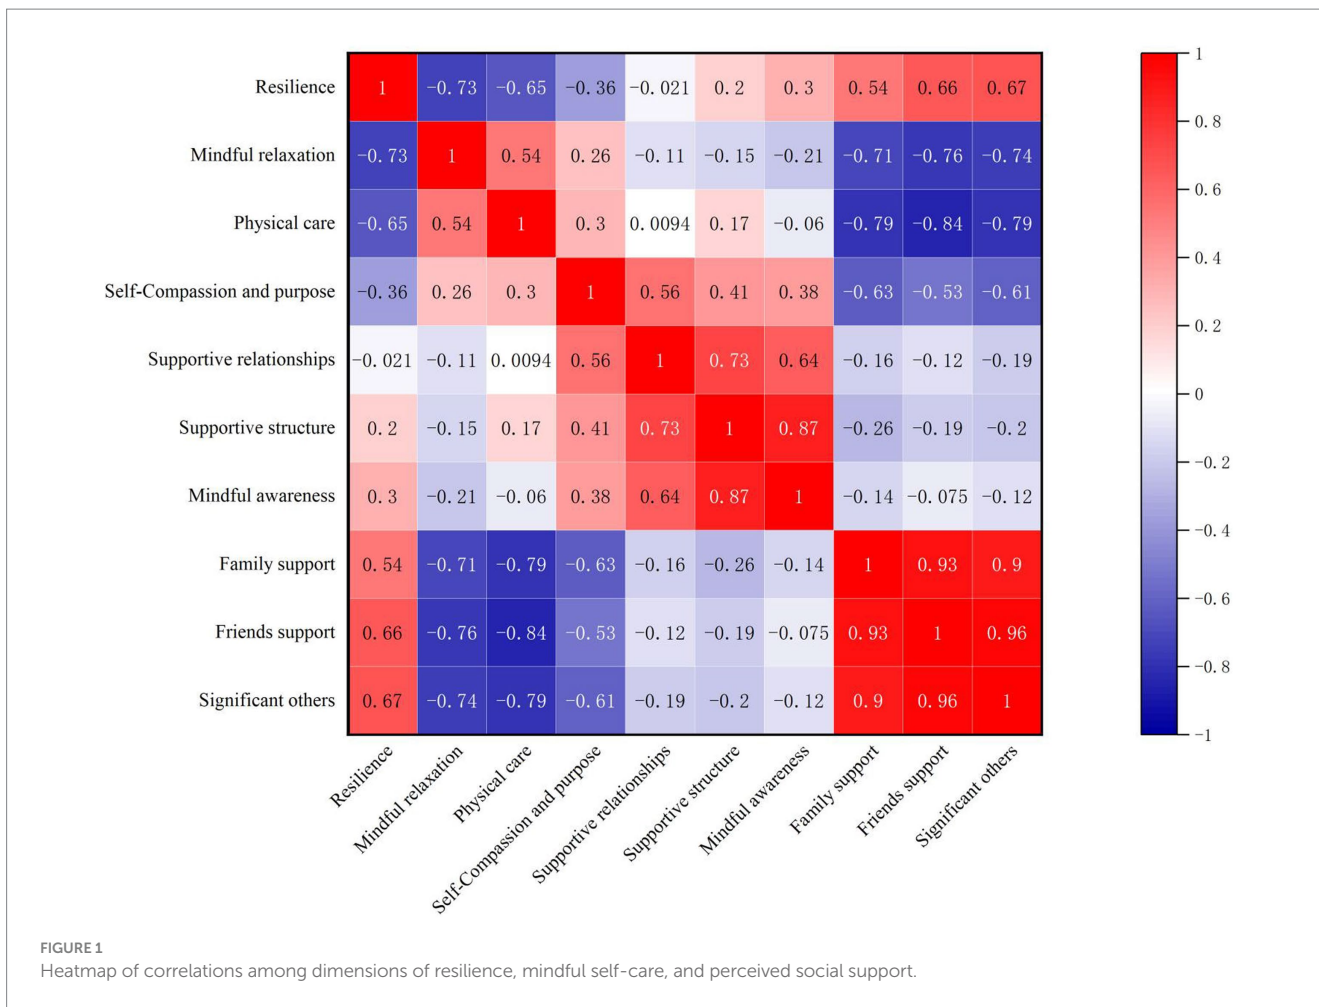 Resilience 1 -0.73 -0.65 -0.36 -0.021 0.2 0.3 0.54 0.66 0.67
Mindful relaxation -0.73 1 0.54 0.26 -0.11 -0.15 -0.21 -0.71 -0.76 -0.74
Physical care -0.65 0.54 1 0.3 0.0094 0.17 -0.06 -0.79 -0.84 -0.79
Self-Compassion and purpose -0.36 0.26 0.3 1 0.56 0.41 0.38 -0.63 -0.53 -0.61
Supportive relationships -0.021 -0.11 0.0094 0.56 1 0.73 0.64 -0.16 -0.12 -0.19
Supportive structure 0.2 -0.15 0.17 0.41 0.73 1 0.87 -0.26 -0.19 -0.2
Mindful awareness 0.3 -0.21 -0.06 0.38 0.64 0.87 1 -0.14 -0.075 -0.12
Family support 0.54 -0.71 -0.79 -0.63 -0.16 -0.26 -0.14 1 0.93 0.9
Friends support 0.66 -0.76 -0.84 -0.53 -0.12 -0.19 -0.075 0.93 1 0.96
Significant others 0.67 -0.74 -0.79 -0.61 -0.19 -0.2 -0.12 0.9 0.96 1
Resilience
Mindful relaxation
Physical care
Self-Compassion and purpose
Supportive relationships
Supportive structure
Mindful awareness
Family support
Friends support
Significant others
1
0.8
0.6
0.4
0.2
0
-0.2
-0.4
-0.6
-0.8
-1
FIGURE 1
Heatmap of correlations among dimensions of resilience, mindful self-care, and perceived social support.